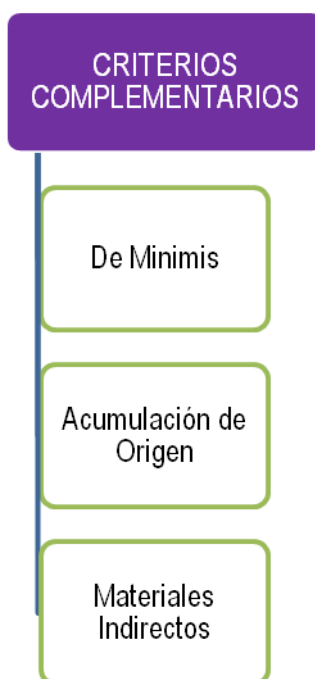 CRITERIOS
COMPLEMENTARIOS
De Minimis
Acumulación de
Origen
Materiales
Indirectos